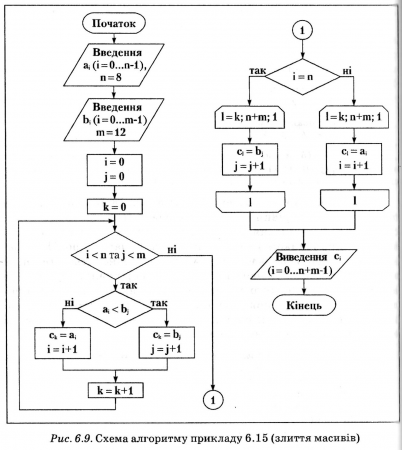 Початок
Введення
aᵢ (i=0...n-1),
n=8
Введення
bᵢ (i=0...m-1)
m=12
i=0
j=0
k=0
i < n та j < m
ні
так
aᵢ < bⱼ
ні
так
cₖ = aᵢ
i = i+1
cₖ = bⱼ
j = j+1
k = k+1
1
1
i = n
так
ні
l = k; n+m; 1
l = k; n+m; 1
cₗ = bⱼ
j = j+1
cₗ = aᵢ
i = i+1
l
l
Виведення cᵢ
(i=0...n+m-1)
Кінець
Рис. 6.9. Схема алгоритму прикладу 6.15 (злиття масивів)